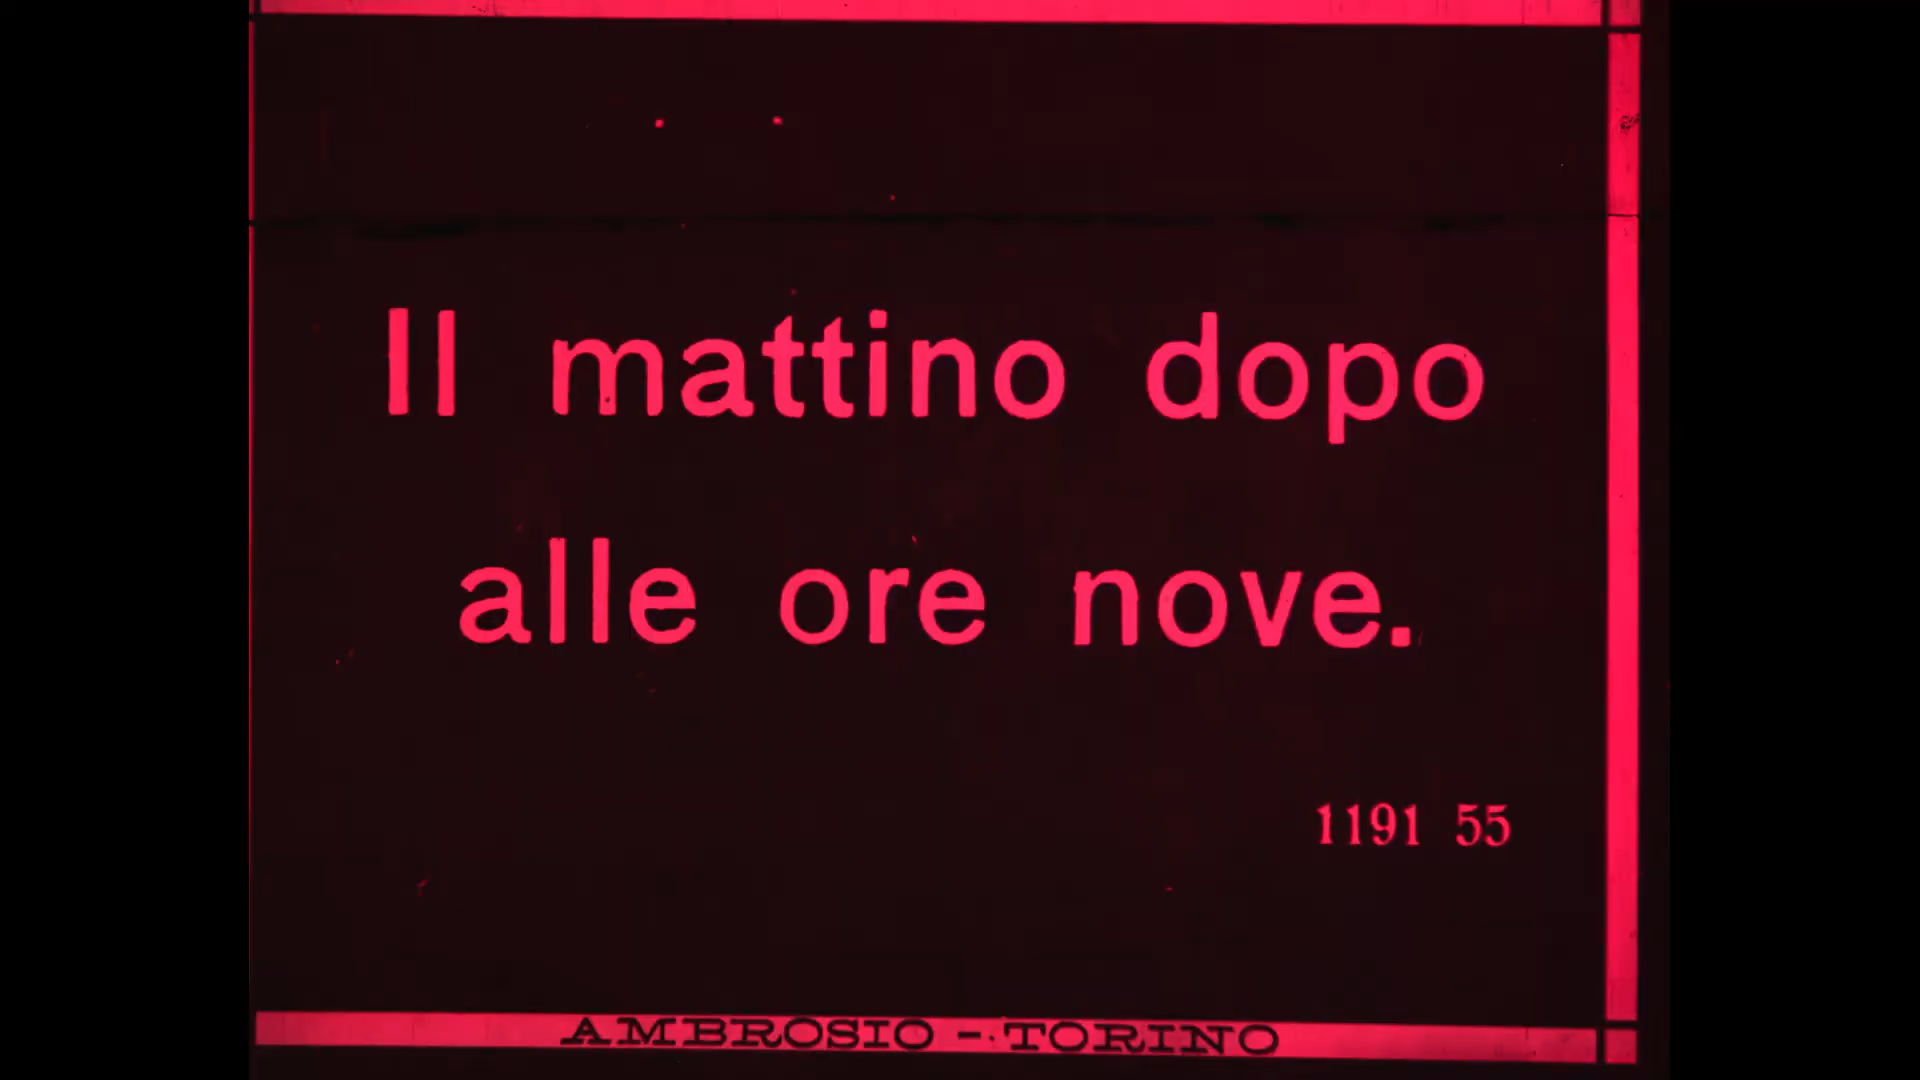 Il mattino dopo
alle ore nove.
1191 55
AMBROSIO - TORINO